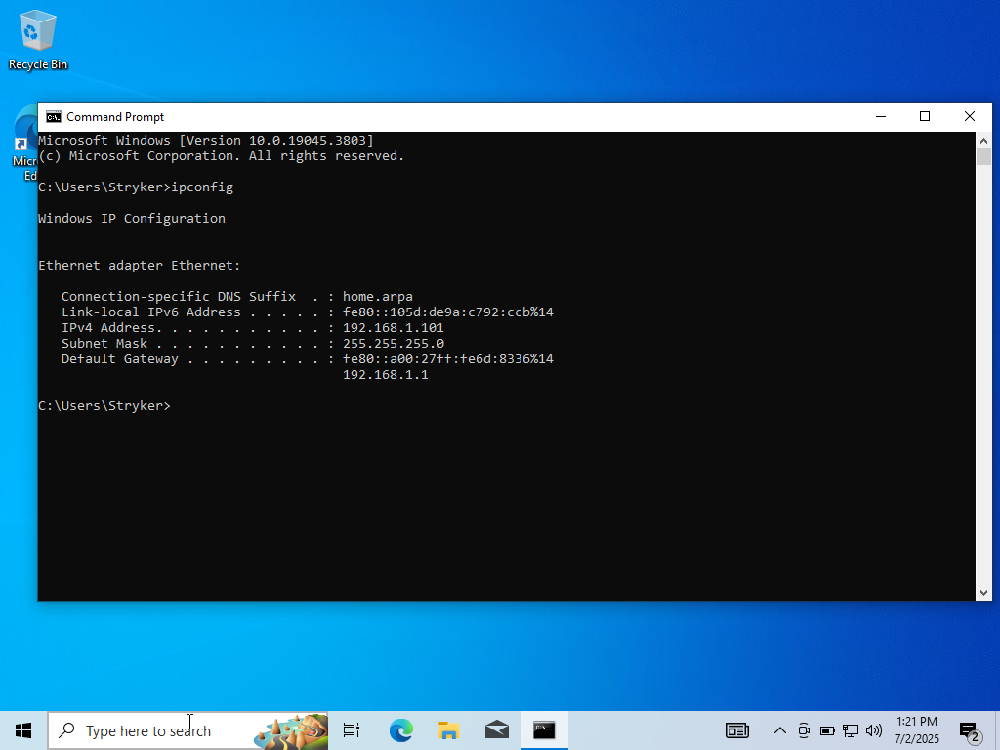 Recycle Bin
Command Prompt
Microsoft Windows [Version 10.0.19045.3803]
(c) Microsoft Corporation. All rights reserved.
C:\Users\Stryker>ipconfig
Windows IP Configuration
Ethernet adapter Ethernet:
Connection-specific DNS Suffix  . : home.arpa
Link-local IPv6 Address . . . . . : fe80::105d:de9a:c792:ccb%14
IPv4 Address. . . . . . . . . . . : 192.168.1.101
Subnet Mask . . . . . . . . . . . : 255.255.255.0
Default Gateway . . . . . . . . . : fe80::a00:27ff:fe6d:8336%14
192.168.1.1
C:\Users\Stryker>
Micr
Ed
Type here to search
1:21 PM
7/2/2025
2